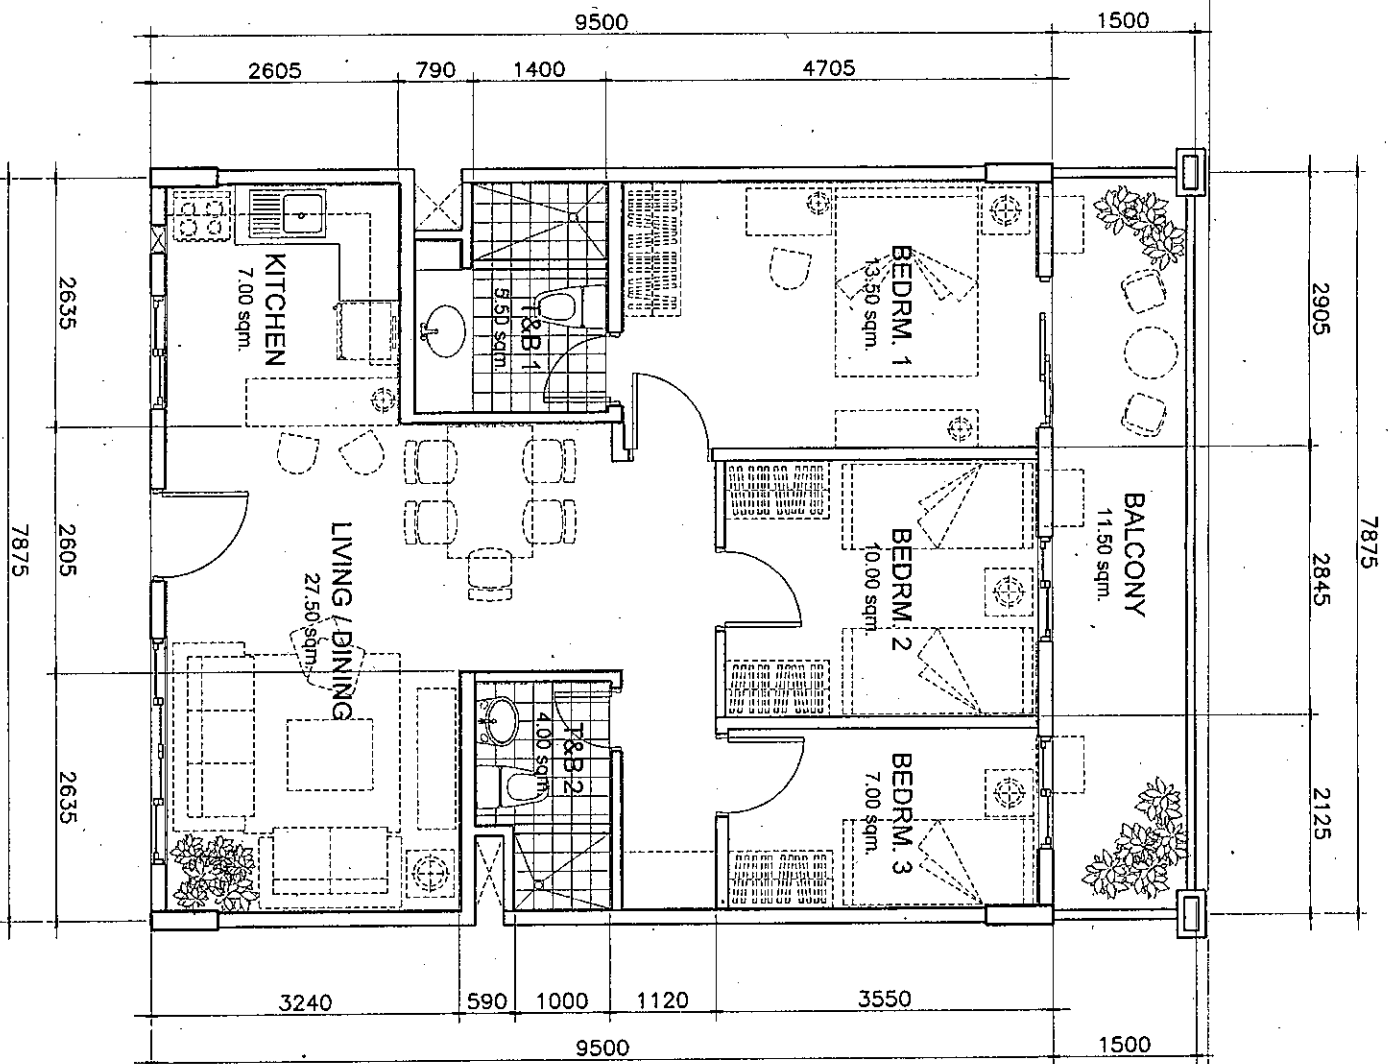 9500
1500
2605
790
1400
4705
7875
2635
2605
2635
KITCHEN
7.00 sqm.
T&B 1
5.50 sqm.
BEDRM. 1
13.50 sqm.
LIVING / DINING
27.50 sqm.
BEDRM. 2
10.00 sqm.
BALCONY
11.50 sqm.
T&B 2
4.00 sqm.
BEDRM. 3
7.00 sqm.
2905
2845
2125
7875
3240
590
1000
1120
3550
9500
1500